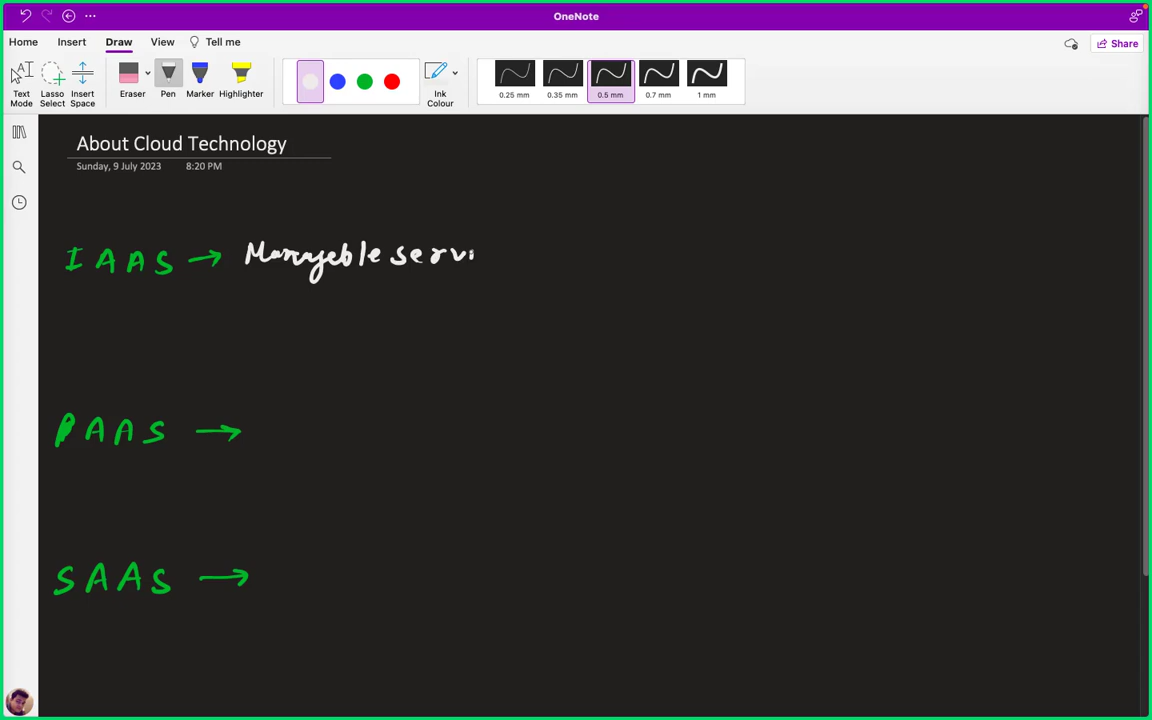 OneNote
Home Insert Draw View Tell me
Share
Text Mode
Lasso Select
Insert Space
Eraser
Pen
Marker
Highlighter
Ink Colour
0.25 mm
0.35 mm
0.5 mm
0.7 mm
1 mm
About Cloud Technology
Sunday, 9 July 2023 8:20 PM
IAAS → Manageble servi
PAAS →
SAAS →